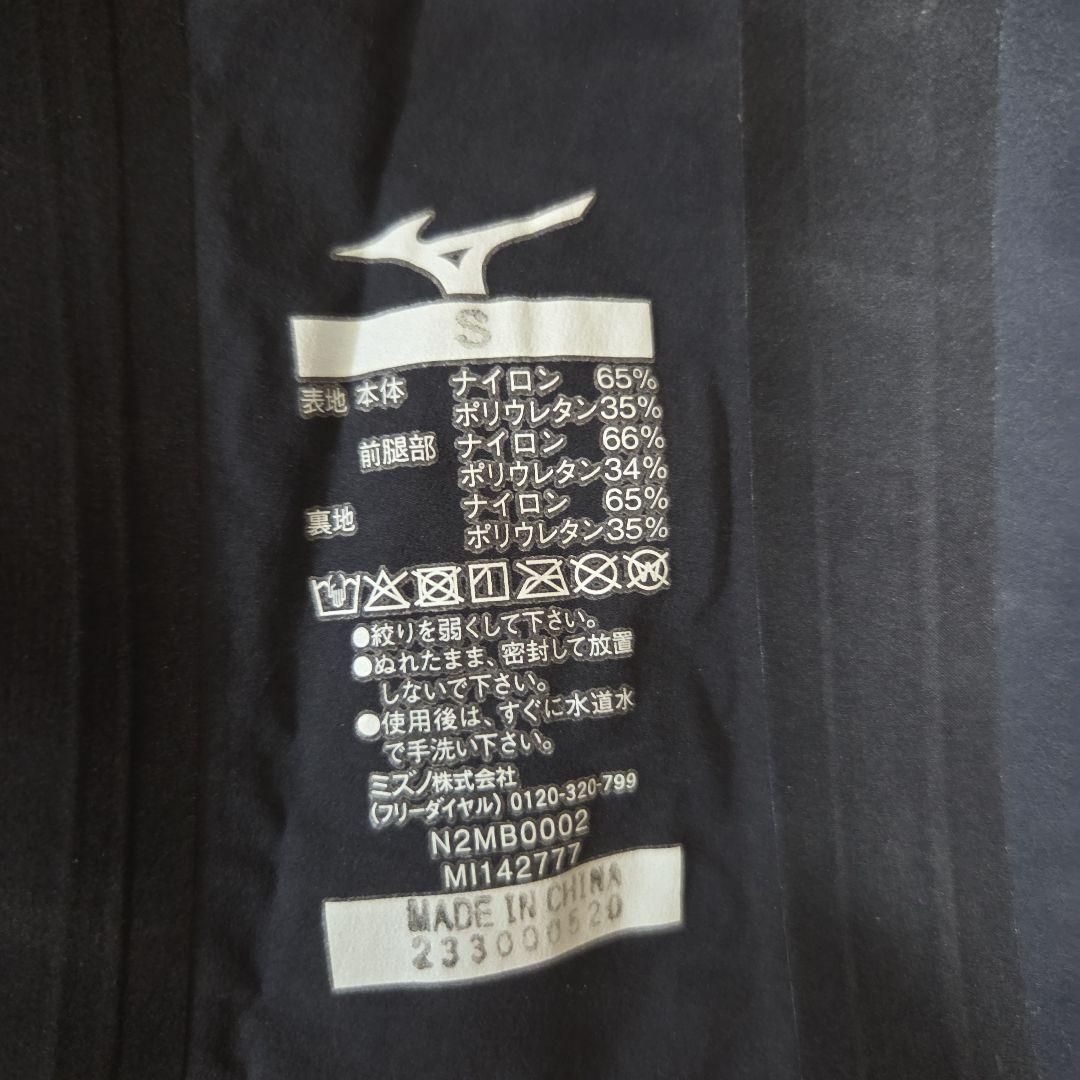 S
表地 本体 ナイロン 65%
ポリウレタン35%
前腿部 ナイロン 66%
ポリウレタン34%
裏地 ナイロン 65%
ポリウレタン35%
●絞りを弱くして下さい。
●ぬれたまま、密封して放置
しないで下さい。
●使用後は、すぐに水道水
で手洗い下さい。
ミズノ株式会社
(フリーダイヤル) 0120-320-799
N2MB0002
MI142777
MADE IN CHINA
233000520